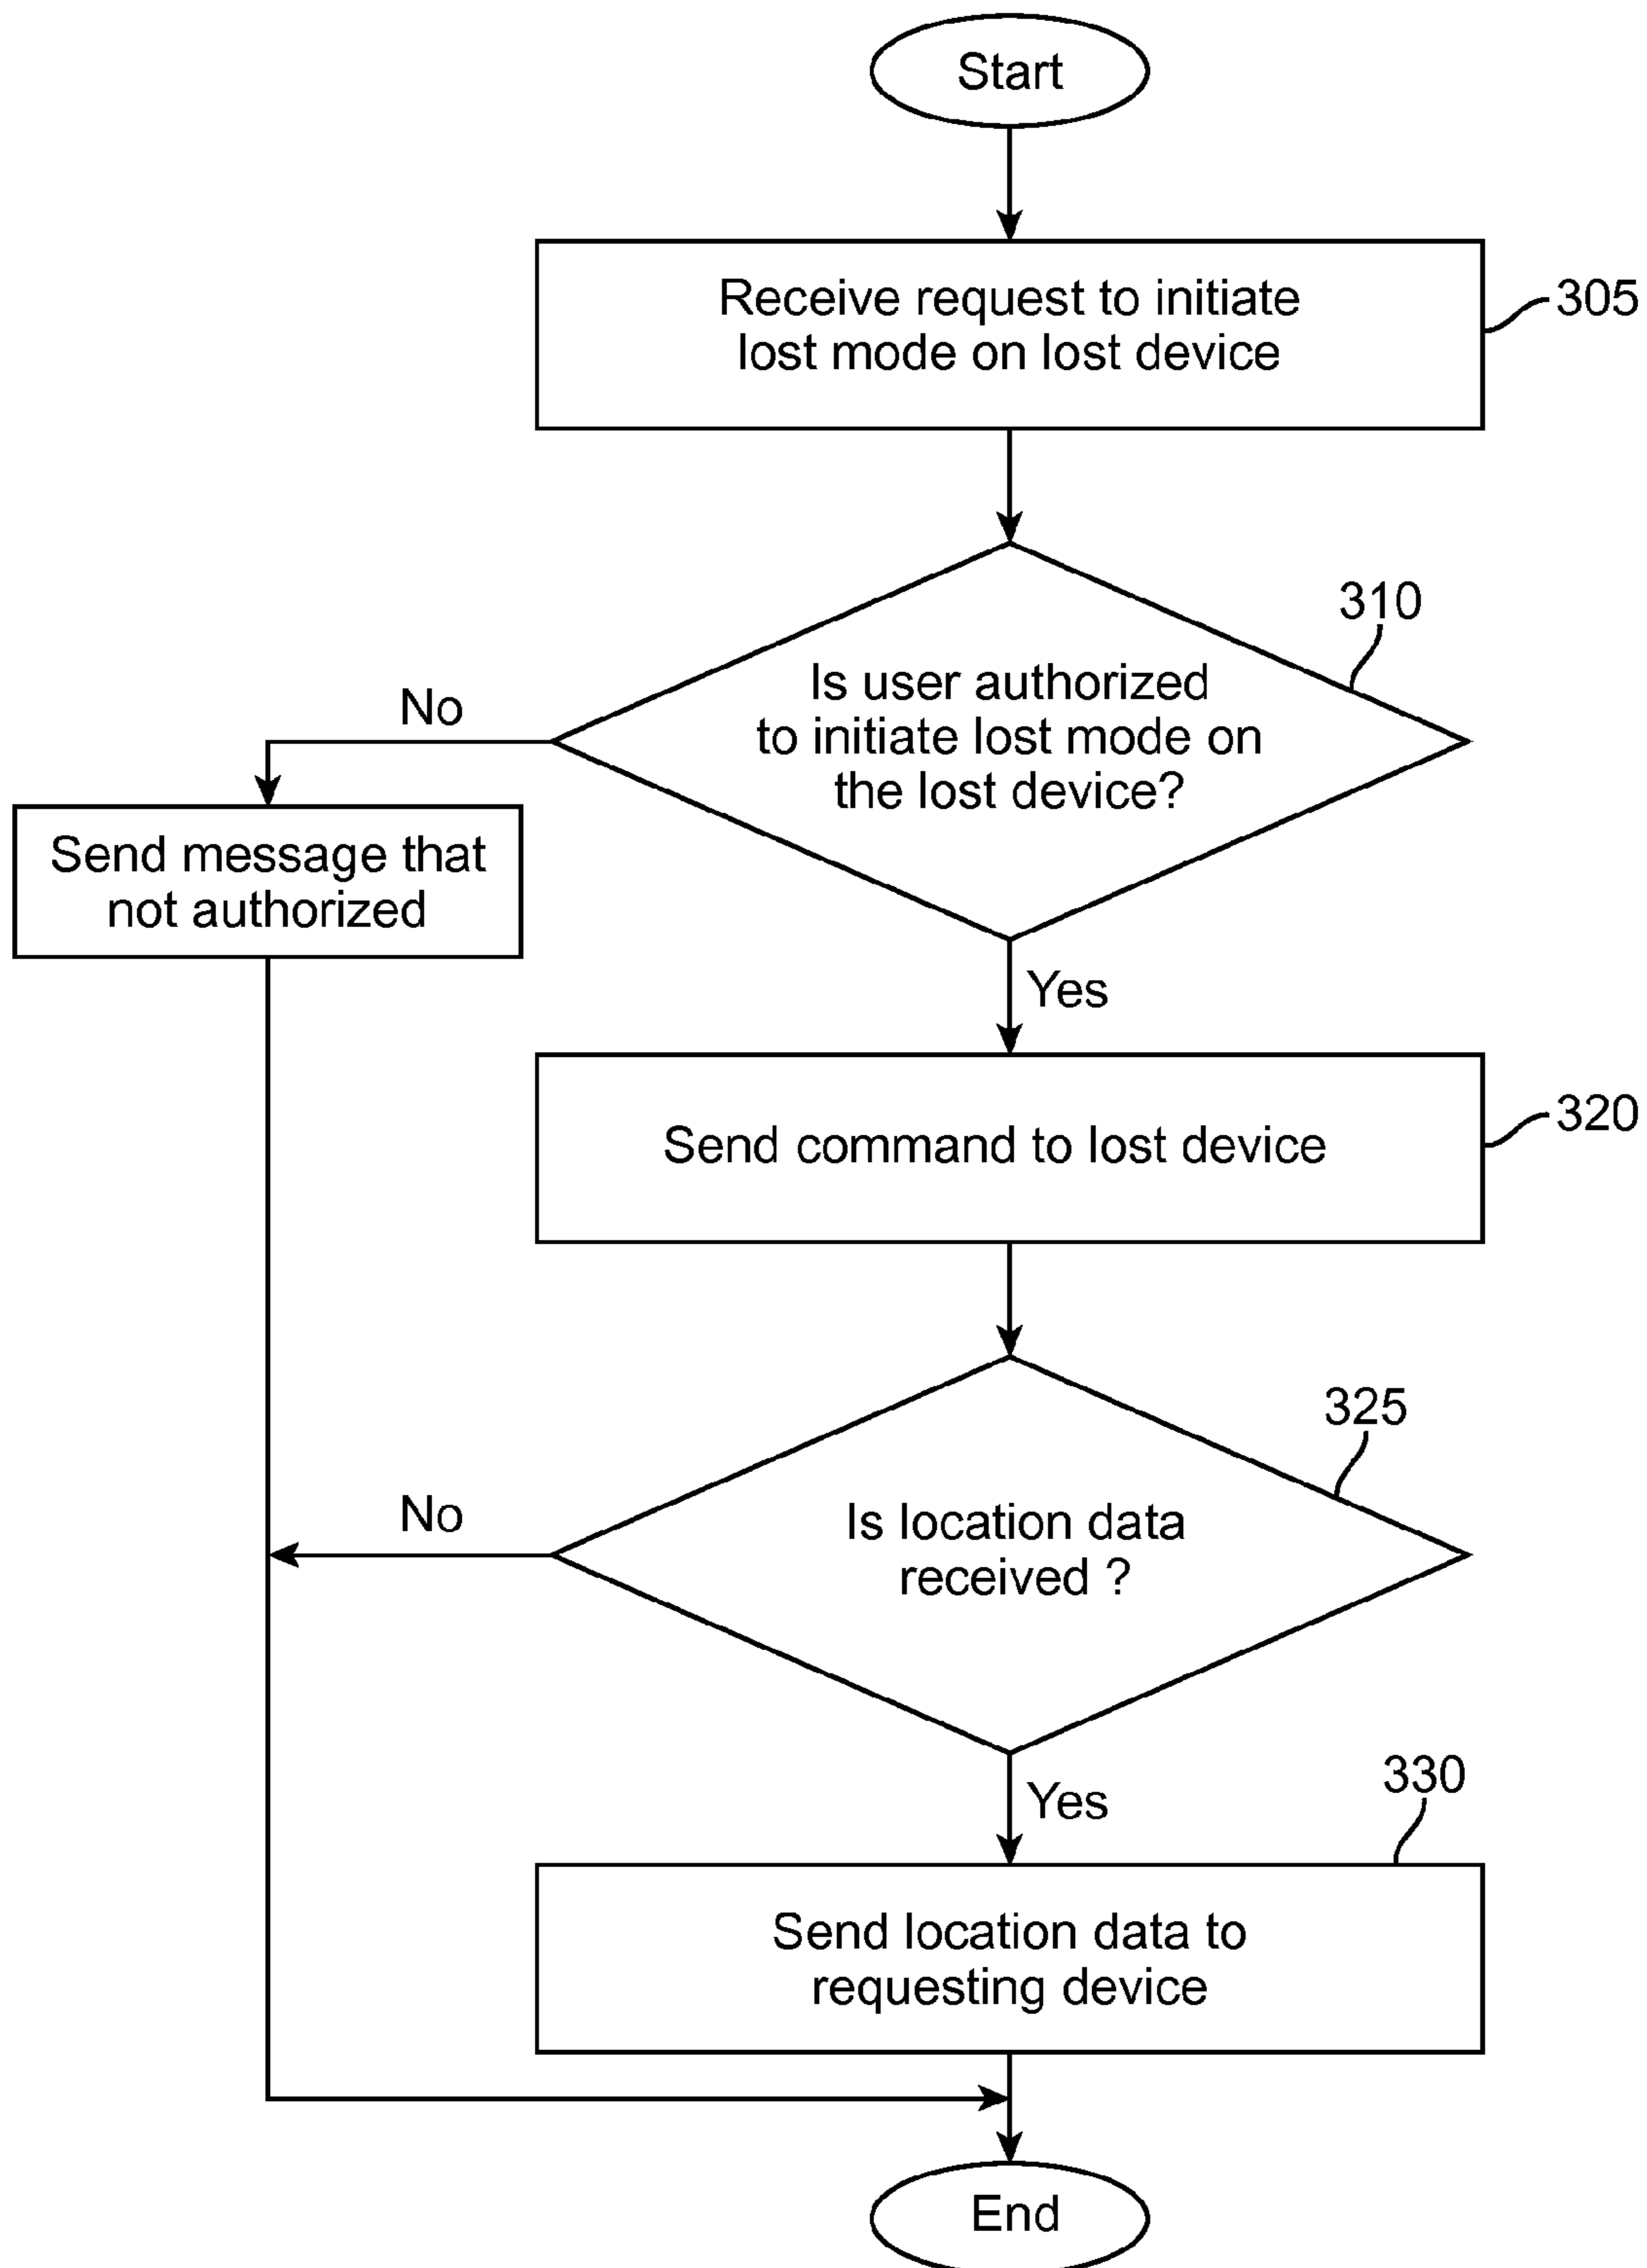 Start
Receive request to initiate
lost mode on lost device
305
310
Is user authorized
to initiate lost mode on
the lost device?
No
Send message that
not authorized
Yes
Send command to lost device
320
325
Is location data
received ?
No
Yes
330
Send location data to
requesting device
End